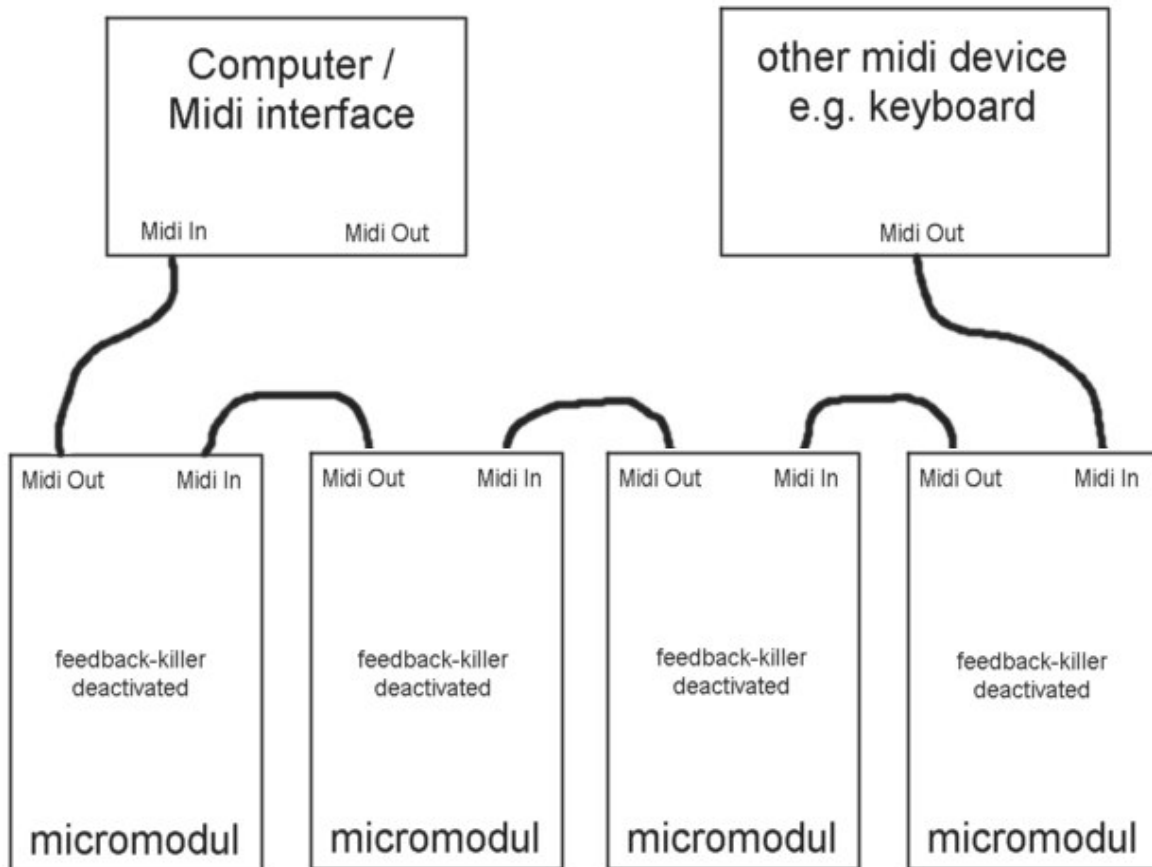 Computer /
Midi interface
Midi In
Midi Out
other midi device
e.g. keyboard
Midi Out
Midi Out
Midi In
feedback-killer
deactivated
micromodul
Midi Out
Midi In
feedback-killer
deactivated
micromodul
Midi Out
Midi In
feedback-killer
deactivated
micromodul
Midi Out
Midi In
feedback-killer
deactivated
micromodul